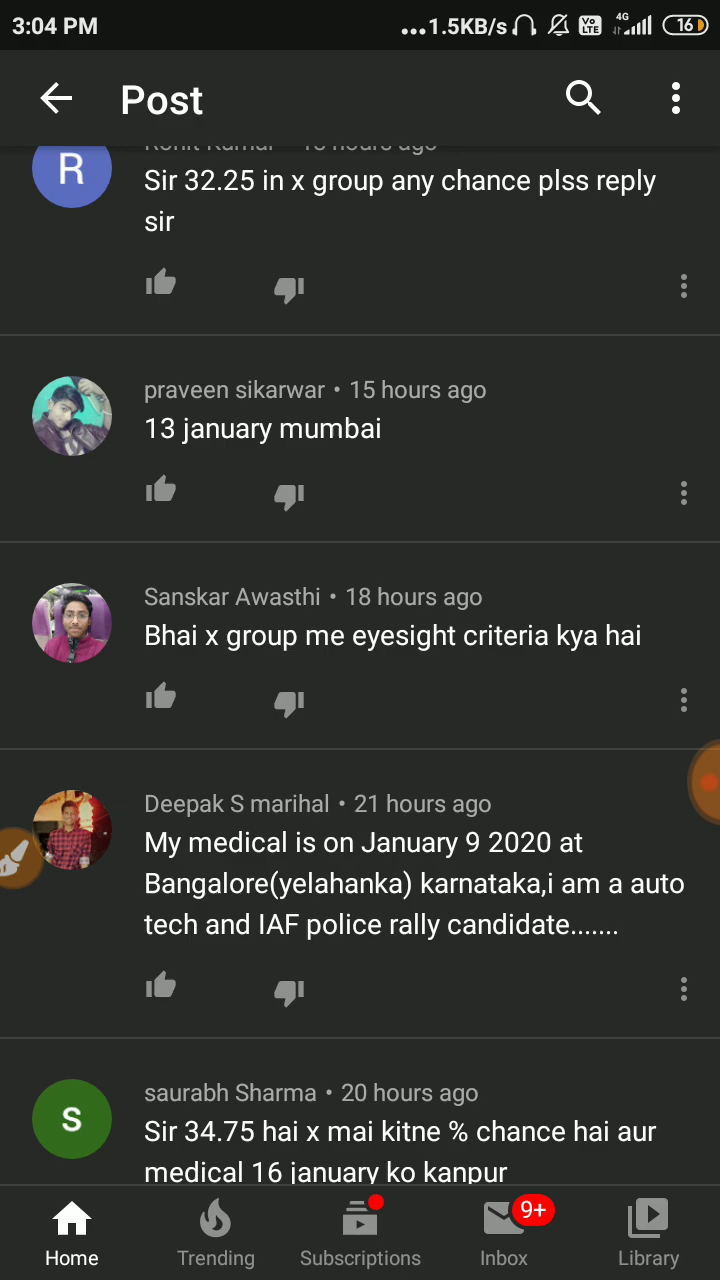 3:04 PM
...1.5KB/s Vo LTE 4G 16
Post
R
Sir 32.25 in x group any chance plss reply
sir
praveen sikarwar • 15 hours ago
13 january mumbai
Sanskar Awasthi • 18 hours ago
Bhai x group me eyesight criteria kya hai
Deepak S marihal • 21 hours ago
My medical is on January 9 2020 at
Bangalore(yelahanka) karnataka,i am a auto
tech and IAF police rally candidate.......
S
saurabh Sharma • 20 hours ago
Sir 34.75 hai x mai kitne % chance hai aur
medical 16 january ko kanpur
9+
Home Trending Subscriptions Inbox Library